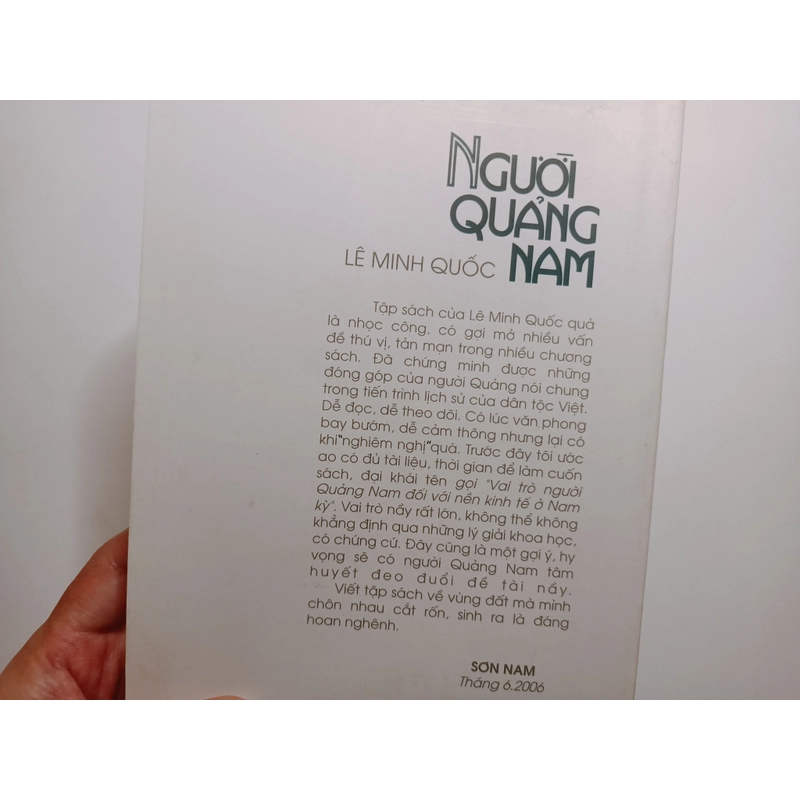 NGƯỜI
QUẢNG
LÊ MINH QUỐC NAM
Tập sách của Lê Minh Quốc quả
là nhọc công, có gợi mở nhiều vấn
đề thú vị, tản mạn trong nhiều chương
sách. Đã chứng minh được những
đóng góp của người Quảng nói chung
trong tiến trình lịch sử của dân tộc Việt.
Dễ đọc, dễ theo dõi. Có lúc văn phong
bay bướm, dễ cảm thông nhưng lại có
khi"nghiêm nghị"quá. Trước đây tôi ước
ao có đủ tài liệu, thời gian để làm cuốn
sách, đại khái tên gọi "Vai trò người
Quảng Nam đối với nền kinh tế ở Nam
kỳ". Vai trò nầy rất lớn, không thể không
khẳng định qua những lý giải khoa học,
có chứng cứ. Đây cũng là một gợi ý, hy
vọng sẽ có người Quảng Nam tâm
huyết đeo đuổi đề tài nầy.
Viết tập sách về vùng đất mà mình
chôn nhau cắt rốn, sinh ra là đáng
hoan nghênh.
SƠN NAM
Tháng 6.2006